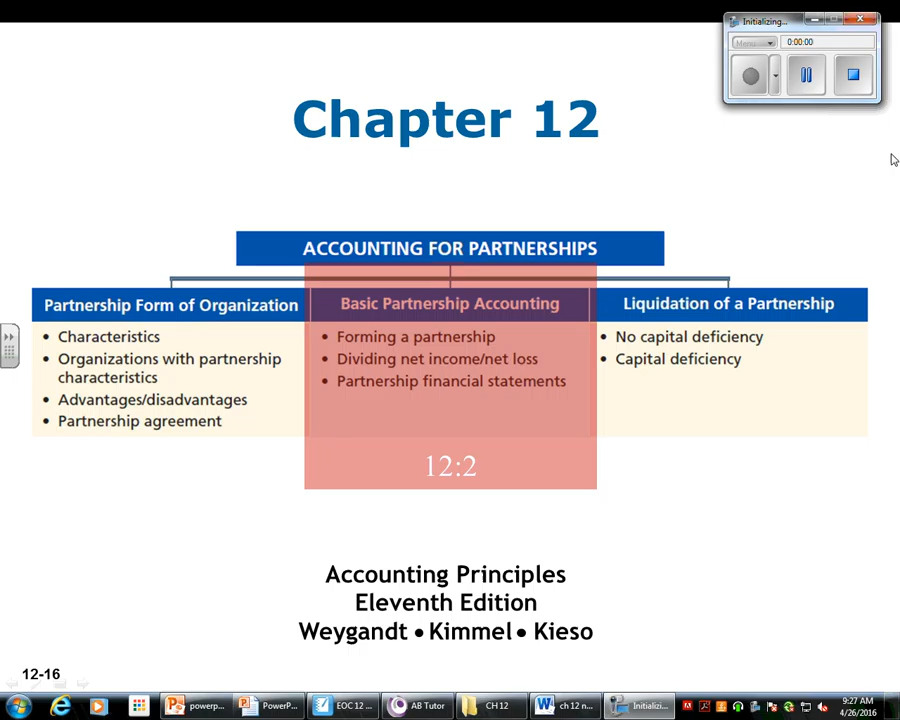 Initializing...
Menu
0:00:00
Chapter 12
ACCOUNTING FOR PARTNERSHIPS
Partnership Form of Organization
• Characteristics
• Organizations with partnership
characteristics
• Advantages/disadvantages
• Partnership agreement
Basic Partnership Accounting
• Forming a partnership
• Dividing net income/net loss
• Partnership financial statements
12:2
Liquidation of a Partnership
• No capital deficiency
• Capital deficiency
Accounting Principles
Eleventh Edition
Weygandt • Kimmel • Kieso
12-16
powerp...
PowerP...
EOC 12 ...
AB Tutor
CH 12
ch 12 n...
Initializi...
9:27 AM
4/26/2016